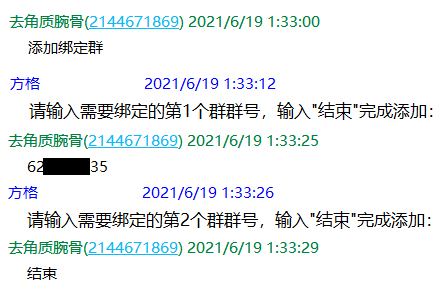 去角质腕骨(2144671869) 2021/6/19 1:33:00
添加绑定群
方格 2021/6/19 1:33:12
请输入需要绑定的第1个群群号，输入"结束"完成添加：
去角质腕骨(2144671869) 2021/6/19 1:33:25
62 35
方格 2021/6/19 1:33:26
请输入需要绑定的第2个群群号，输入"结束"完成添加：
去角质腕骨(2144671869) 2021/6/19 1:33:29
结束